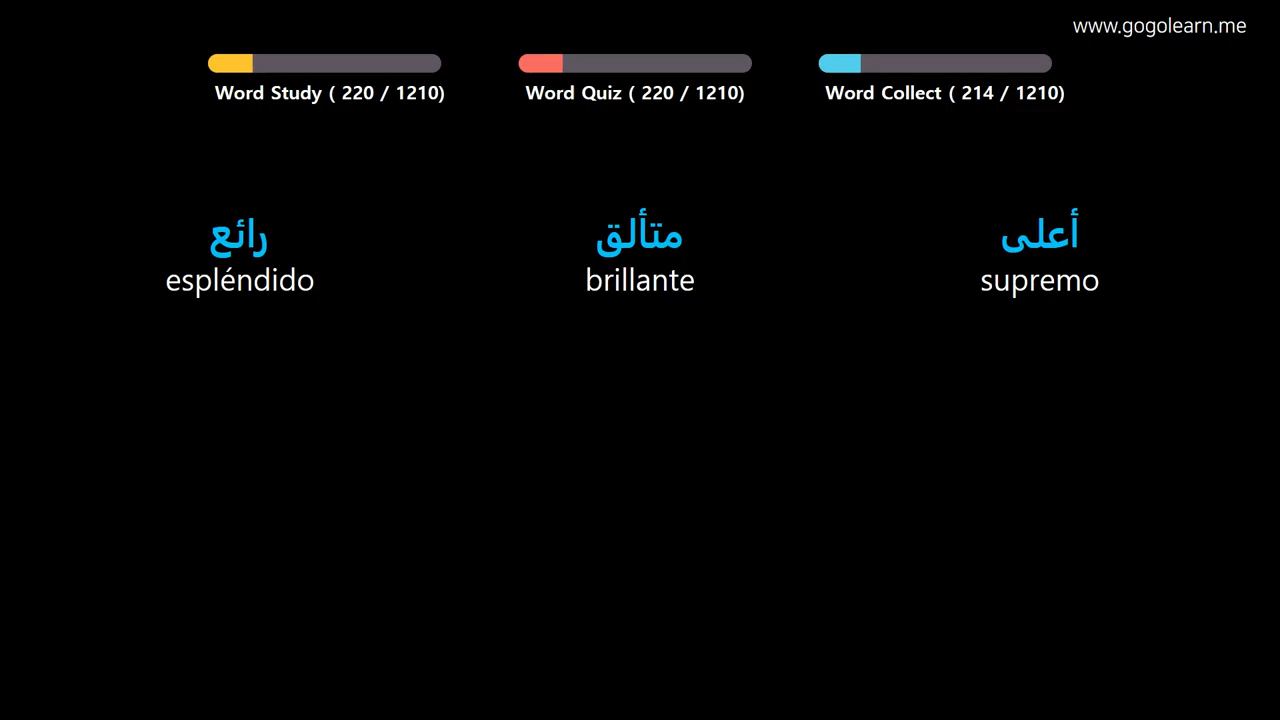 www.gogolearn.me
Word Study ( 220 / 1210)
Word Quiz ( 220 / 1210)
Word Collect ( 214 / 1210)
رائع
espléndido
متألق
brillante
أعلى
supremo